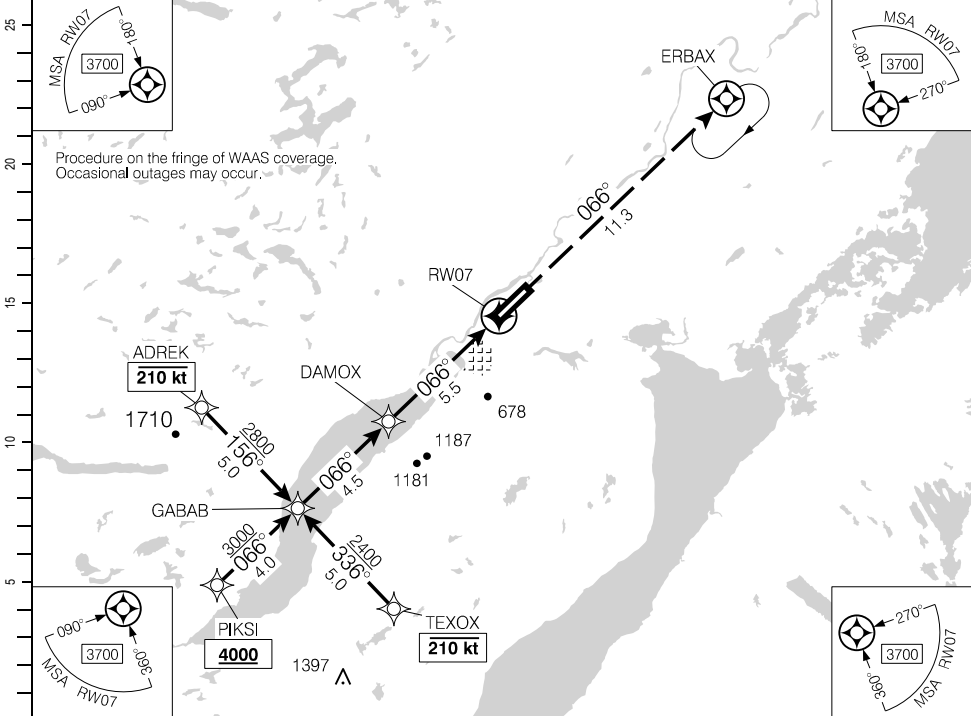 25
20
15
10
5
MSA RW07
180°
3700
090°
MSA RW07
180°
3700
270°
Procedure on the fringe of WAAS coverage.
Occasional outages may occur.
ERBAX
066°
11.3
RW07
ADREK
210 kt
1710
DAMOX
066°
5.5
678
2800
156°
5.0
1187
1181
066°
4.5
GABAB
3000
066°
4.0
2400
336°
5.0
PIKSI
4000
TEXOX
210 kt
1397
090°
3700
360°
MSA RW07
270°
3700
360°
MSA RW07